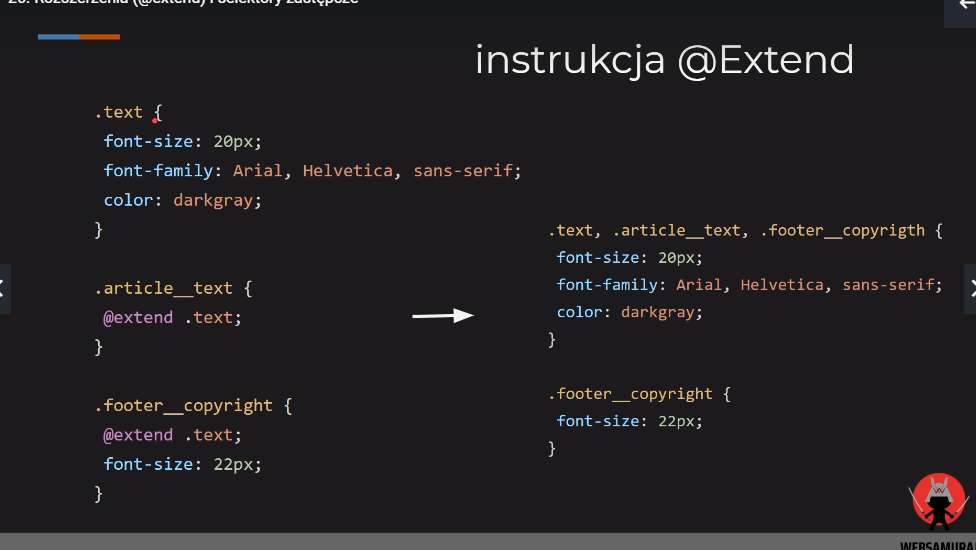 20. Rozszerzenia (@extend) i selektory zastępcze
instrukcja @Extend
.text {
font-size: 20px;
font-family: Arial, Helvetica, sans-serif;
color: darkgray;
}
.article__text {
@extend .text;
}
.footer__copyright {
@extend .text;
font-size: 22px;
}
.text, .article__text, .footer__copyrigth {
font-size: 20px;
font-family: Arial, Helvetica, sans-serif;
color: darkgray;
}
.footer__copyright {
font-size: 22px;
}
WEBSAMURA